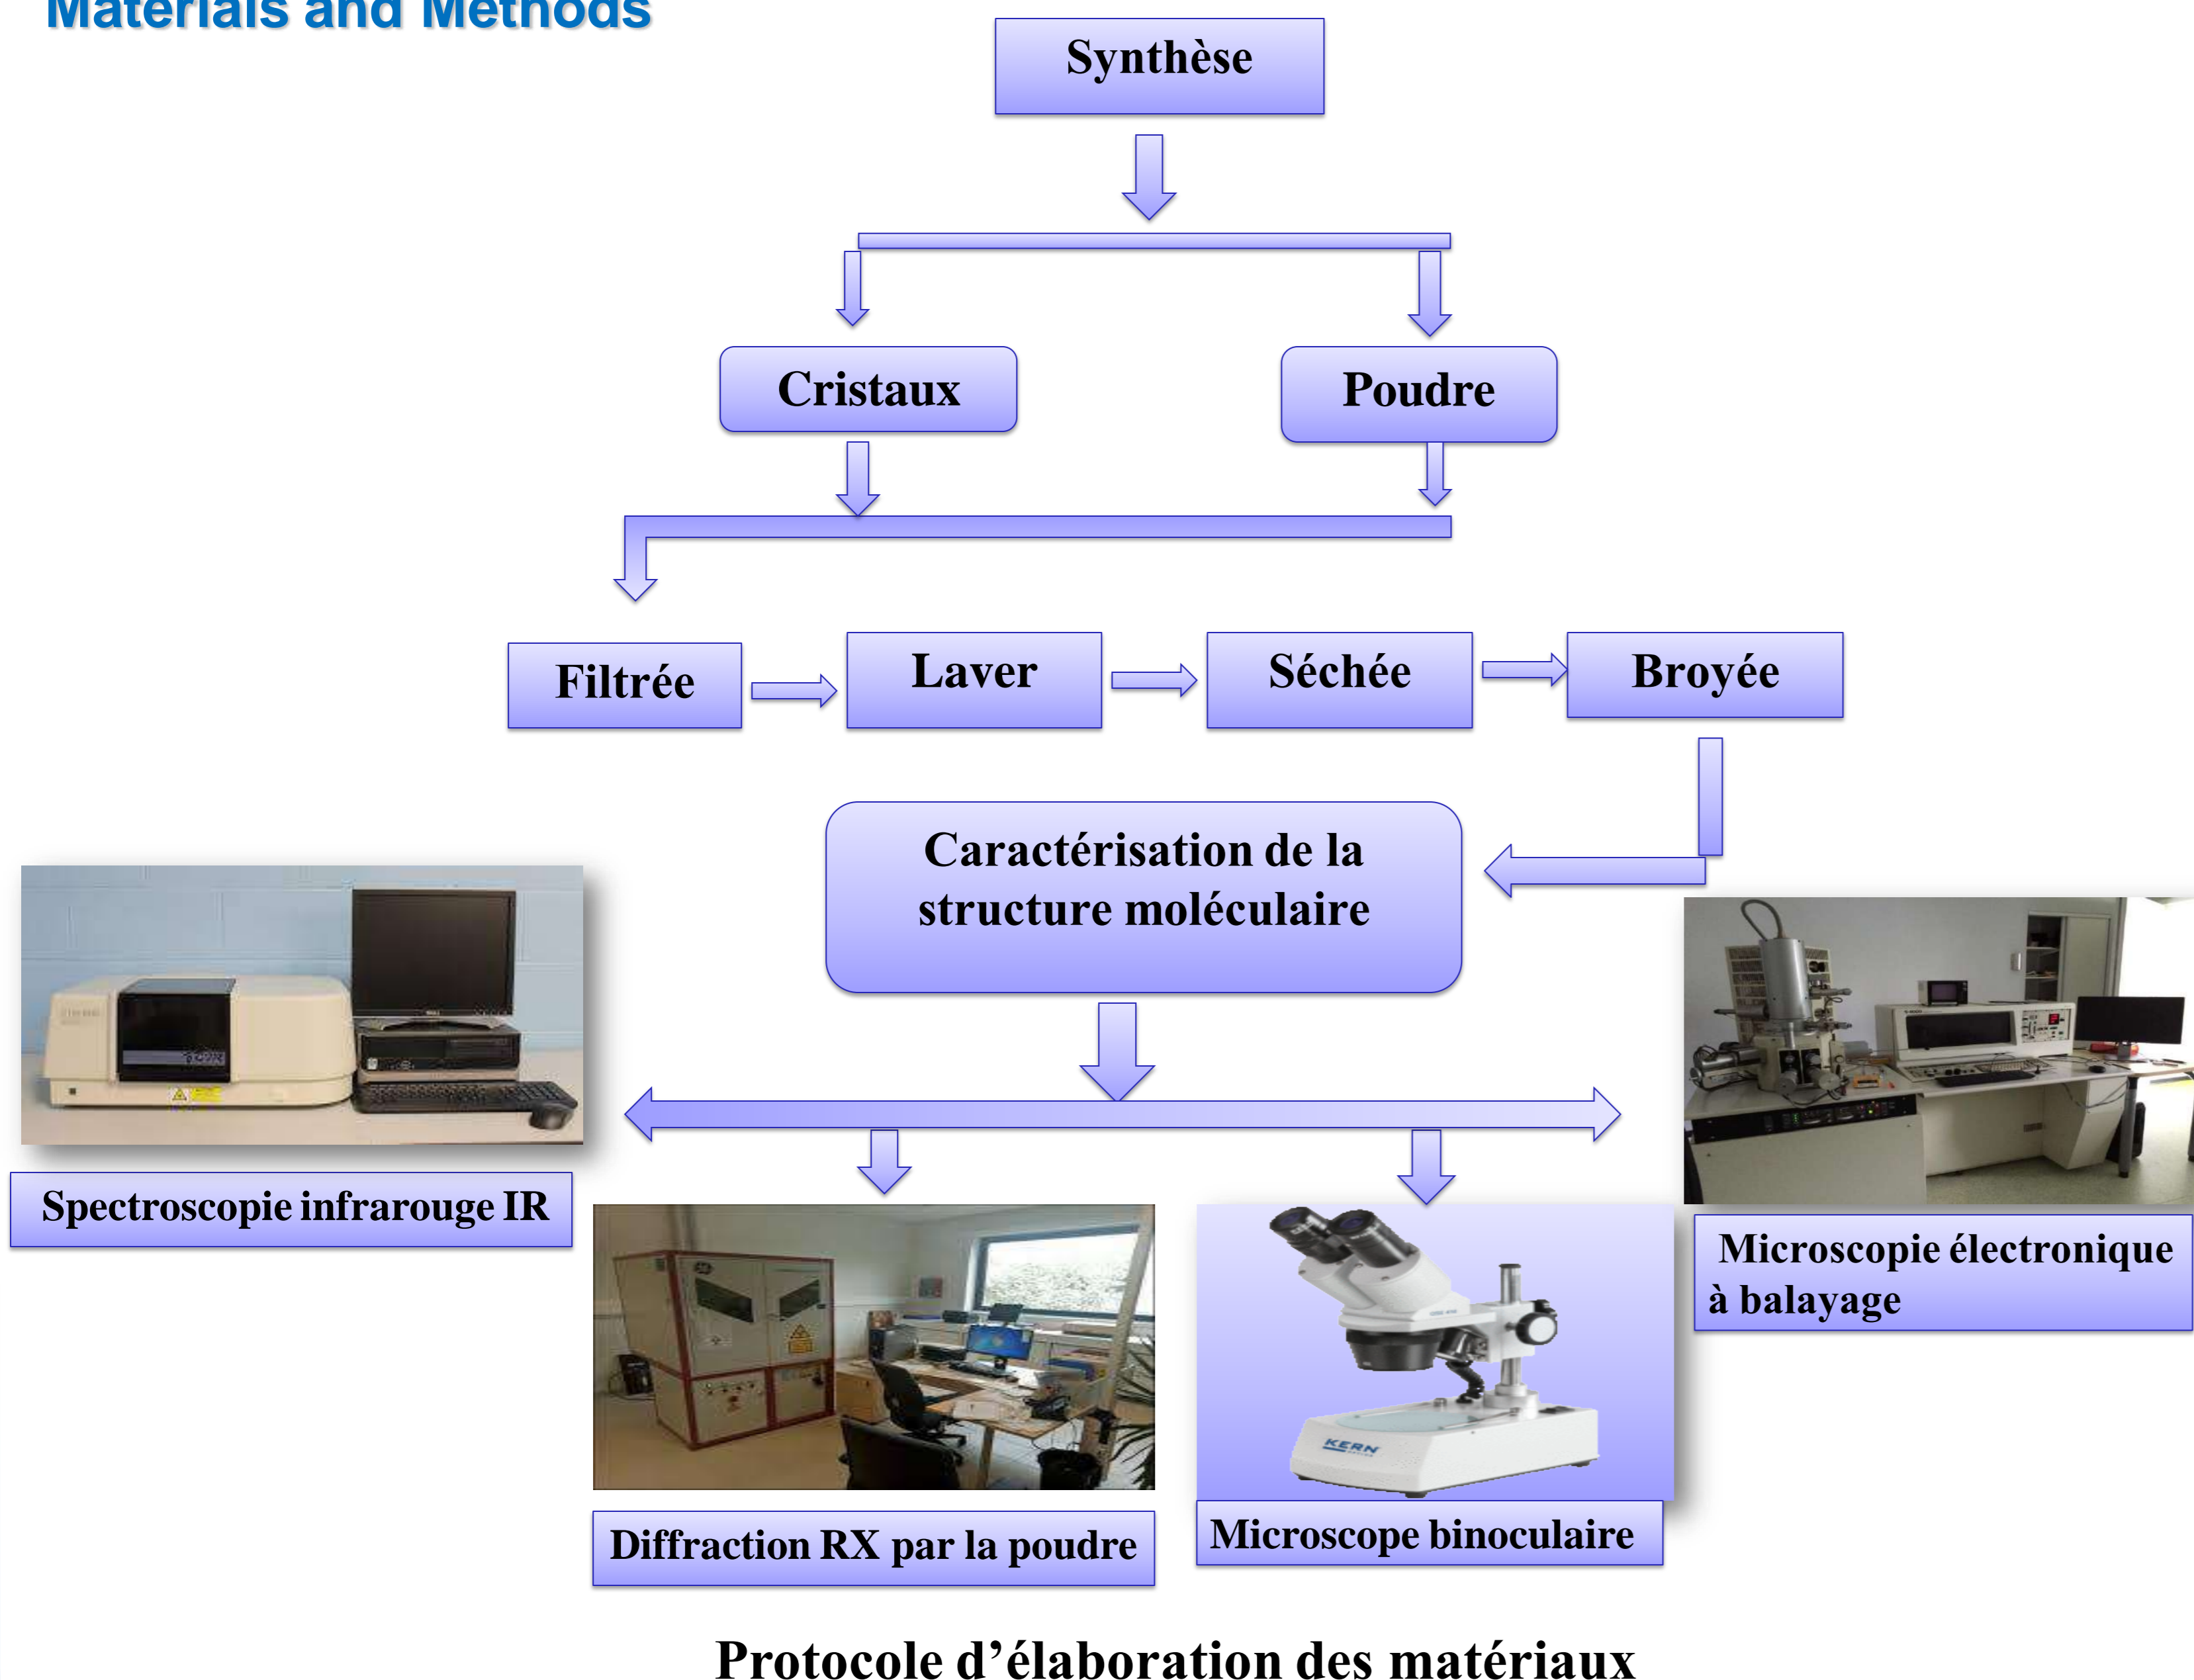 Materials and Methods
Synthèse
Cristaux
Poudre
Filtrée
Laver
Séchée
Broyée
Caractérisation de la
structure moléculaire
Spectroscopie infrarouge IR
Microscopie électronique
à balayage
KERN
Diffraction RX par la poudre
Microscope binoculaire
Protocole d’élaboration des matériaux